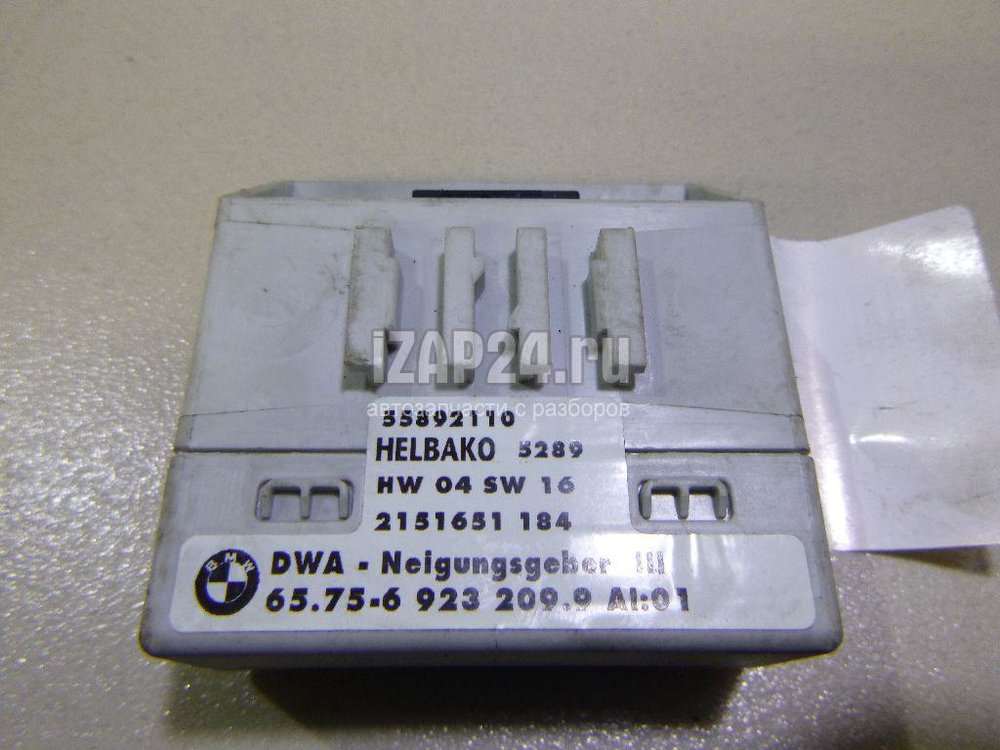 iZAP24.ru
автозапчасти с разборов
55892110
HELBAKO 5289
HW 04 SW 16
2151651 184
BMW
DWA - Neigungsgeber III
65.75-6 923 209.9 AI:01